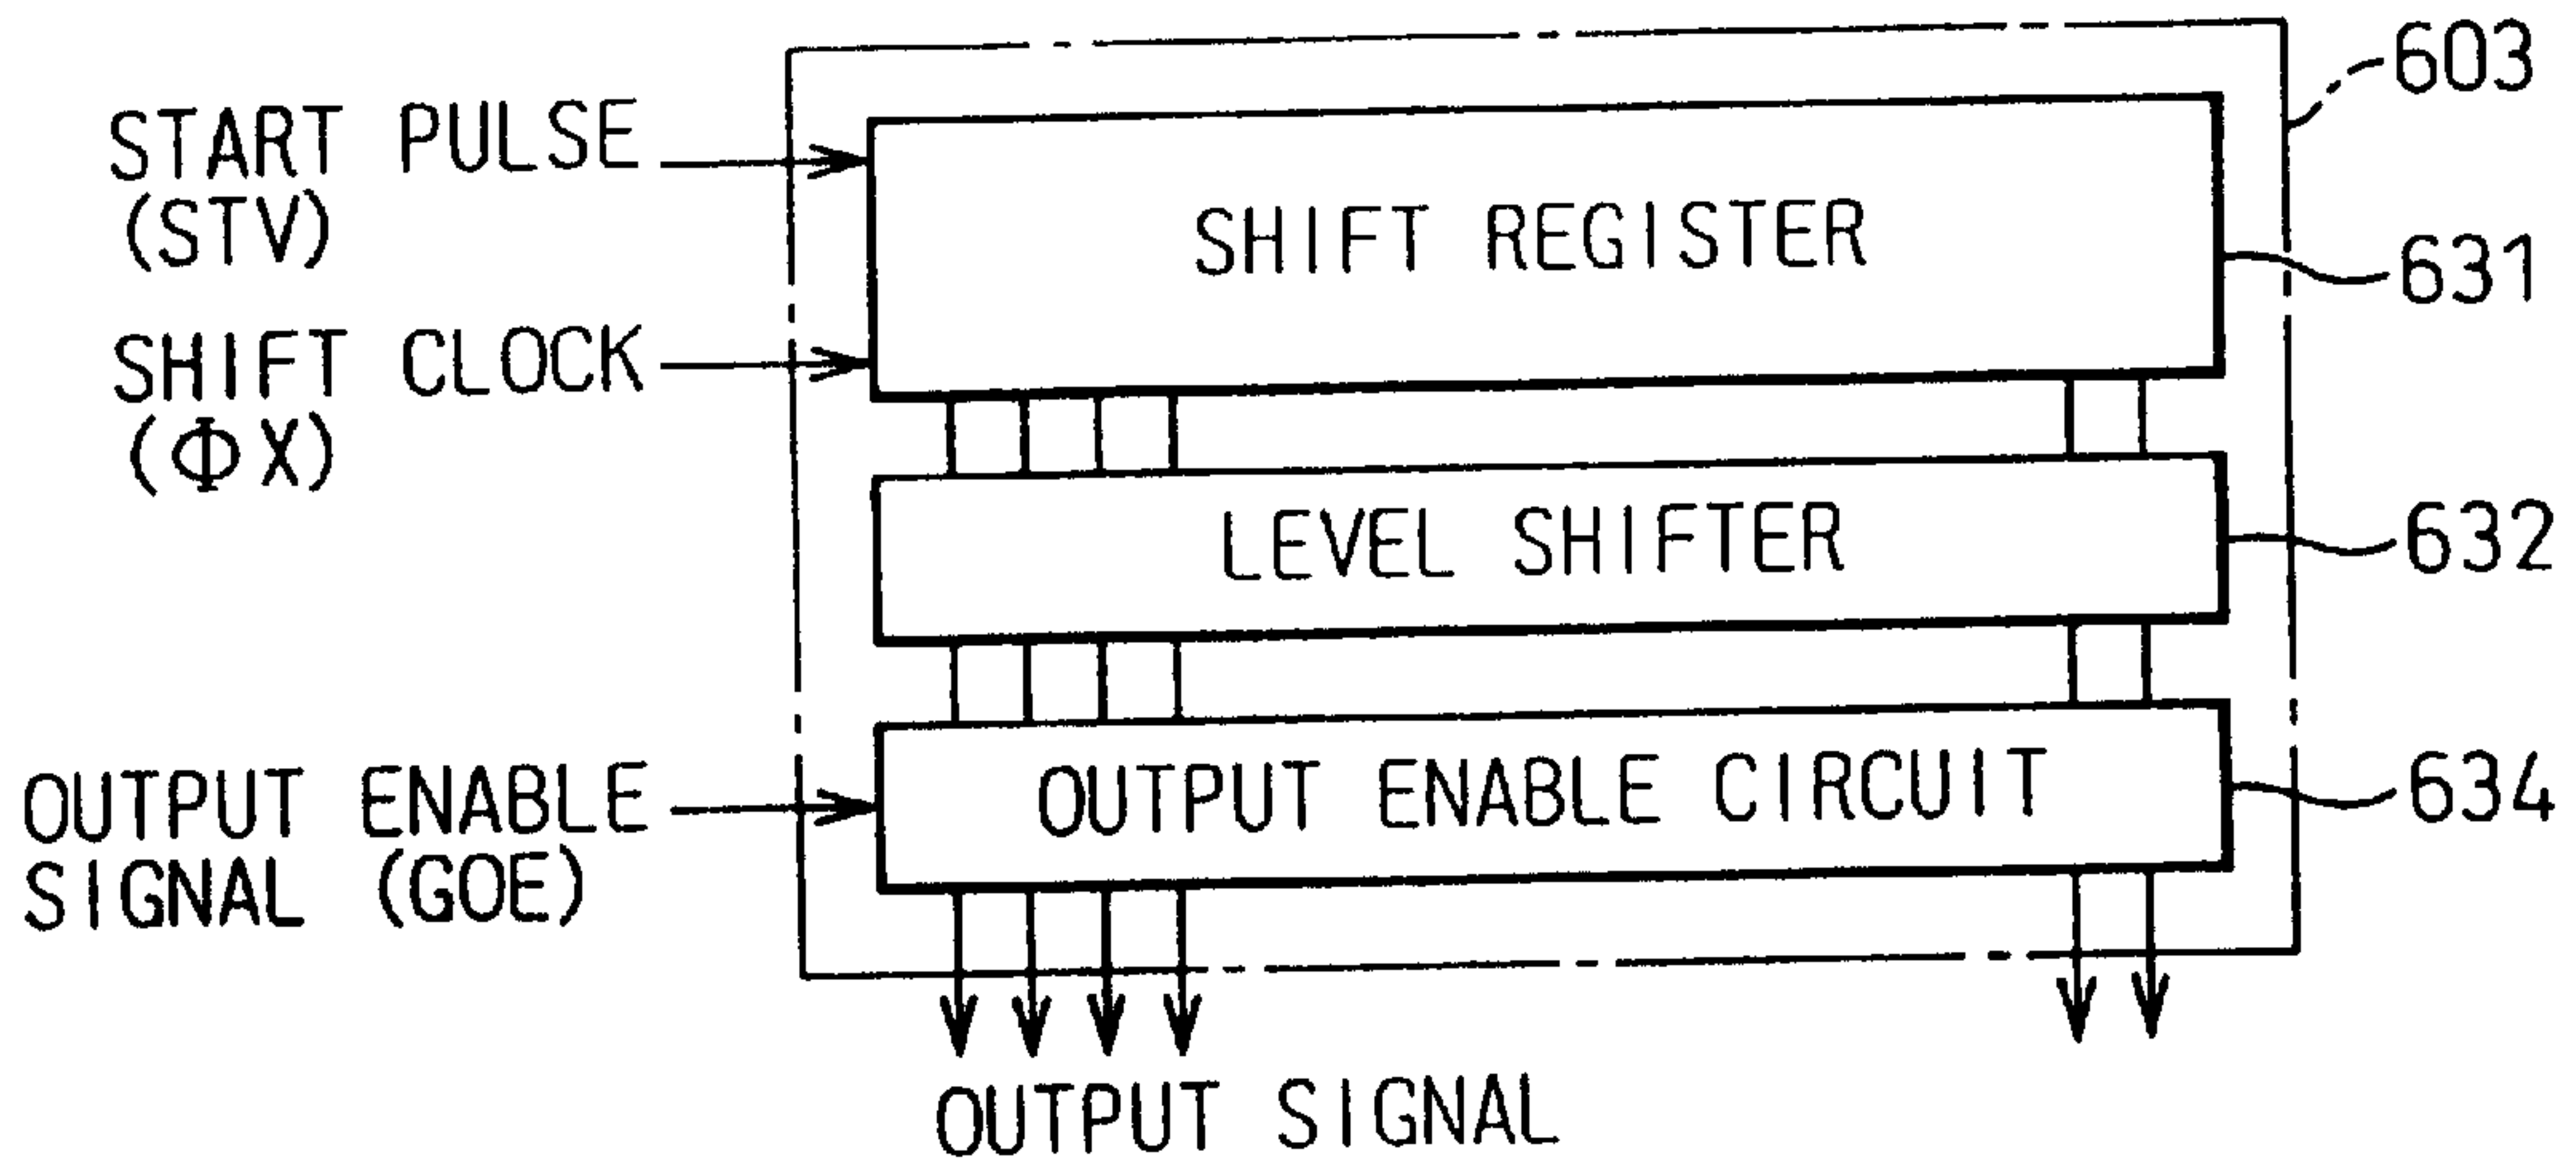 START PULSE
(STV)
603
SHIFT REGISTER
631
SHIFT CLOCK
(ΦX)
LEVEL SHIFTER
632
OUTPUT ENABLE
SIGNAL (GOE)
OUTPUT ENABLE CIRCUIT
634
OUTPUT SIGNAL